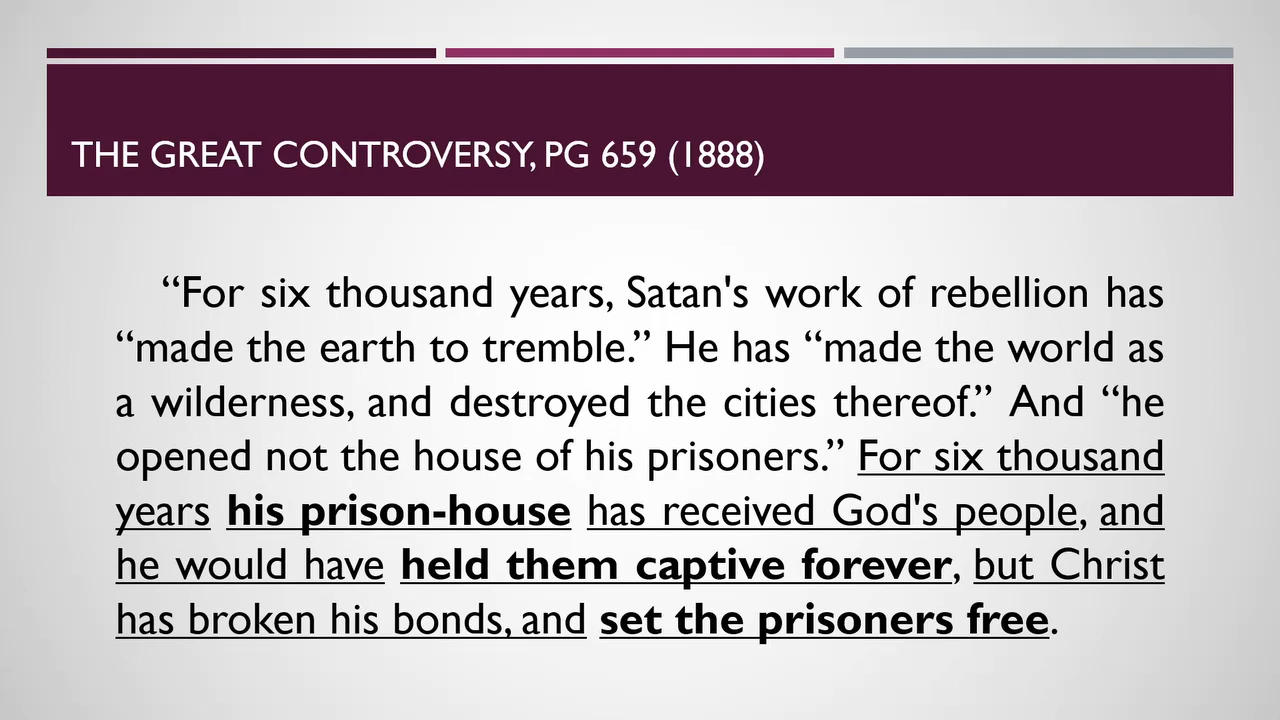 THE GREAT CONTROVERSY, PG 659 (1888)
“For six thousand years, Satan's work of rebellion has
“made the earth to tremble.” He has “made the world as
a wilderness, and destroyed the cities thereof.” And “he
opened not the house of his prisoners.” For six thousand
years his prison-house has received God's people, and
he would have held them captive forever, but Christ
has broken his bonds, and set the prisoners free.